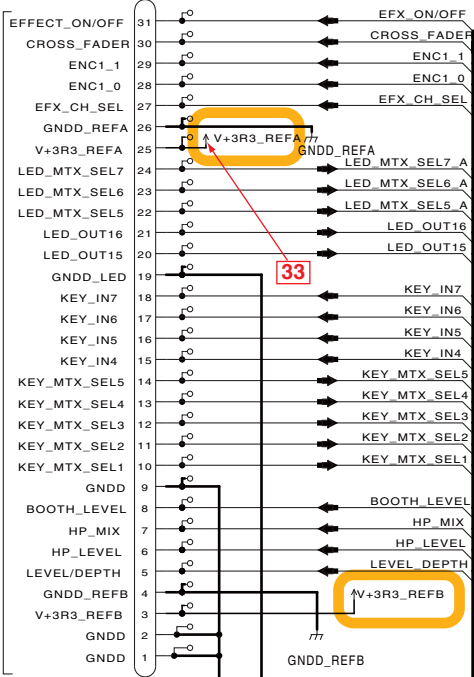 EFFECT_ON/OFF 31 EFX_ON/OFF
CROSS_FADER 30 CROSS_FADER
ENC1_1 29 ENC1_1
ENC1_0 28 ENC1_0
EFX_CH_SEL 27 EFX_CH_SEL
GNDD_REFA 26 V+3R3_REFA
V+3R3_REFA 25 GNDD_REFA
LED_MTX_SEL7 24 LED_MTX_SEL7_A
LED_MTX_SEL6 23 LED_MTX_SEL6_A
LED_MTX_SEL5 22 LED_MTX_SEL5_A
LED_OUT16 21 LED_OUT16
LED_OUT15 20 LED_OUT15
GNDD_LED 19 33
KEY_IN7 18 KEY_IN7
KEY_IN6 17 KEY_IN6
KEY_IN5 16 KEY_IN5
KEY_IN4 15 KEY_IN4
KEY_MTX_SEL5 14 KEY_MTX_SEL5
KEY_MTX_SEL4 13 KEY_MTX_SEL4
KEY_MTX_SEL3 12 KEY_MTX_SEL3
KEY_MTX_SEL2 11 KEY_MTX_SEL2
KEY_MTX_SEL1 10 KEY_MTX_SEL1
GNDD 9
BOOTH_LEVEL 8 BOOTH_LEVEL
HP_MIX 7 HP_MIX
HP_LEVEL 6 HP_LEVEL
LEVEL/DEPTH 5 LEVEL_DEPTH
GNDD_REFB 4 V+3R3_REFB
V+3R3_REFB 3
GNDD 2
GNDD 1 GNDD_REFB